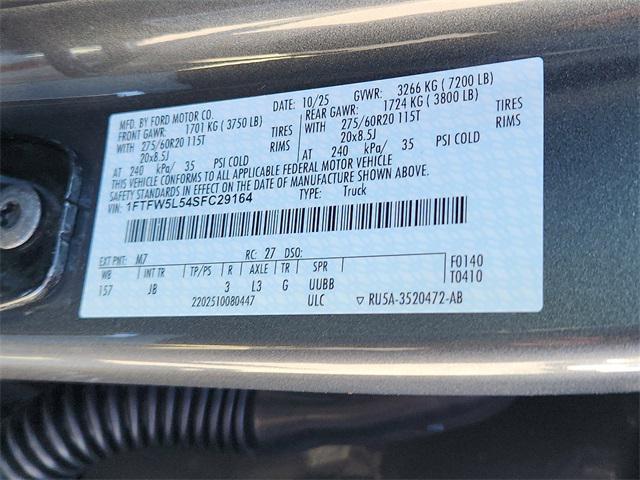 MFD. BY FORD MOTOR CO.
DATE: 10/25 GVWR: 3266 KG ( 7200 LB)
FRONT GAWR: 1701 KG ( 3750 LB)
REAR GAWR: 1724 KG ( 3800 LB)
WITH 275/60R20 115T TIRES
WITH 275/60R20 115T TIRES
20x8.5J RIMS
20x8.5J RIMS
AT 240 kPa/ 35 PSI COLD
AT 240 kPa/ 35 PSI COLD
THIS VEHICLE CONFORMS TO ALL APPLICABLE FEDERAL MOTOR VEHICLE
SAFETY STANDARDS IN EFFECT ON THE DATE OF MANUFACTURE SHOWN ABOVE.
1FTFW5L54SFC29164 TYPE: Truck
EXT PNT: M7 RC: 27 DSO: F0140
WB INT TR TP/PS R AXLE TR SPR T0410
157 JB 3 L3 G UUBB
2202510080447 ULC ▽ RU5A-3520472-AB